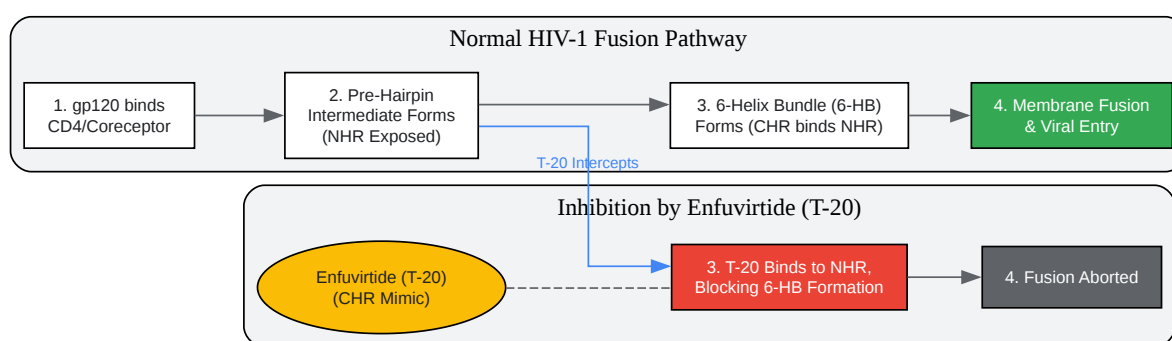 Normal HIV-1 Fusion Pathway
1. gp120 binds
CD4/Coreceptor
2. Pre-Hairpin
Intermediate Forms
(NHR Exposed)
3. 6-Helix Bundle (6-HB)
Forms (CHR binds NHR)
4. Membrane Fusion
& Viral Entry
T-20 Intercepts
Inhibition by Enfuvirtide (T-20)
Enfuvirtide (T-20)
(CHR Mimic)
3. T-20 Binds to NHR,
Blocking 6-HB Formation
4. Fusion Aborted